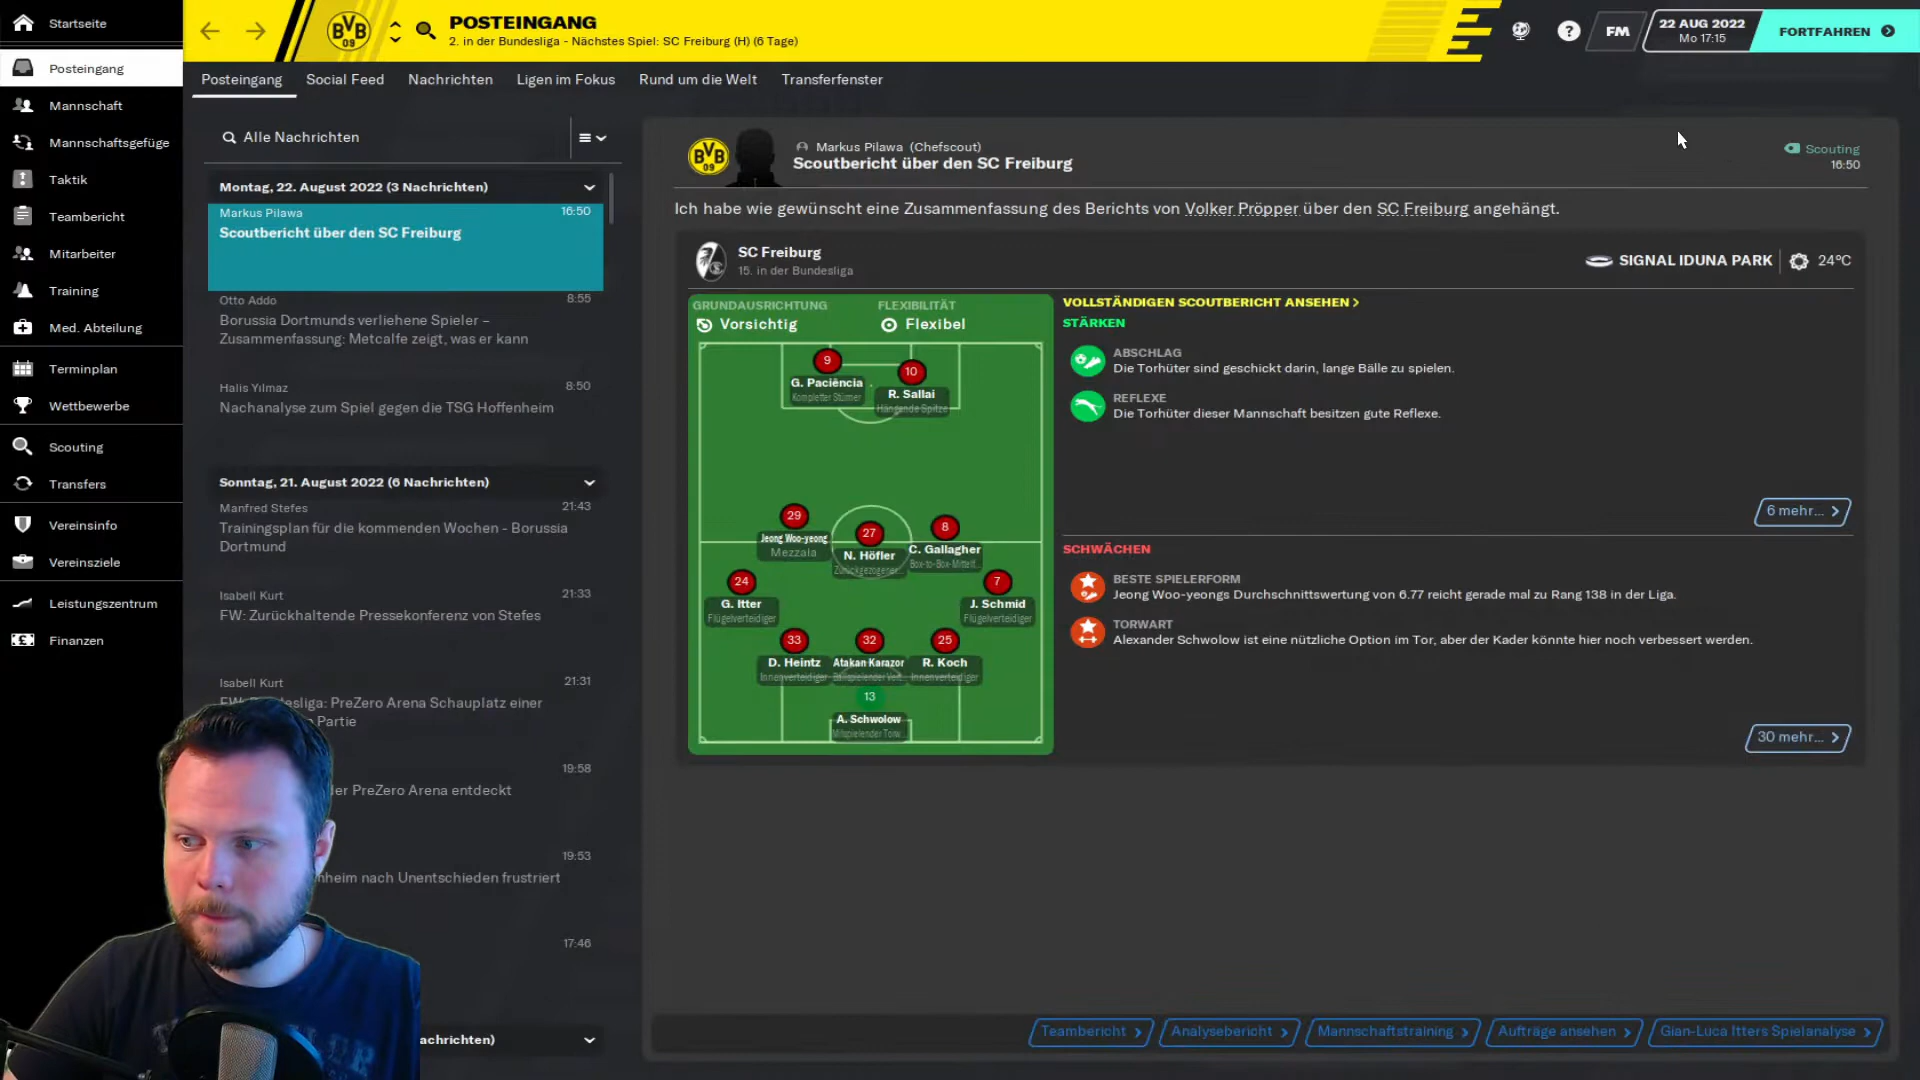 Startseite
Posteingang
Mannschaft
Mannschaftsgefüge
Taktik
Teambericht
Mitarbeiter
Training
Med. Abteilung
Terminplan
Wettbewerbe
Scouting
Transfers
Vereinsinfo
Vereinsziele
Leistungszentrum
Finanzen
BVB
09
POSTEINGANG
2. in der Bundesliga - Nächstes Spiel: SC Freiburg (H) (6 Tage)
?
FM
22 AUG 2022
Mo 17:15
FORTFAHREN
Posteingang Social Feed Nachrichten Ligen im Fokus Rund um die Welt Transferfenster
Alle Nachrichten
Montag, 22. August 2022 (3 Nachrichten)
Markus Pilawa 16:50
Scoutbericht über den SC Freiburg
Otto Addo 8:55
Borussia Dortmunds verliehene Spieler –
Zusammenfassung: Metcalfe zeigt, was er kann
Halis Yilmaz 8:50
Nachanalyse zum Spiel gegen die TSG Hoffenheim
Sonntag, 21. August 2022 (6 Nachrichten)
Manfred Stefes 21:43
Trainingsplan für die kommenden Wochen - Borussia
Dortmund
Isabell Kurt 21:33
FW: Zurückhaltende Pressekonferenz von Stefes
Isabell Kurt 21:31
PreZero Arena Schauplatz einer
Partie
19:58
PreZero Arena entdeckt
19:53
nach Unentschieden frustriert
17:46
BVB
09
Markus Pilawa (Chefscout)
Scoutbericht über den SC Freiburg
Scouting
16:50
Ich habe wie gewünscht eine Zusammenfassung des Berichts von Volker Pröpper über den SC Freiburg angehängt.
SC Freiburg
15. in der Bundesliga
SIGNAL IDUNA PARK 24°C
GRUNDAUSRICHTUNG FLEXIBILITÄT
Vorsichtig Flexibel
9
G. Paciência
Kompletter Stürmer
10
R. Sallai
Hängende Spitze
29
Jeong Woo-yeong
Mezzala
27
N. Höfler
Zurückgezogener...
8
C. Gallagher
Box-to-Box-Mittelf...
24
G. Itter
Flügelverteidiger
7
J. Schmid
Flügelverteidiger
33
D. Heintz
Innenverteidiger
32
Atakan Karazor
Ballspielender Vert...
25
R. Koch
Innenverteidiger
13
A. Schwolow
Mitspielender Torw...
VOLLSTÄNDIGEN SCOUTBERICHT ANSEHEN >
STÄRKEN
ABSCHLAG
Die Torhüter sind geschickt darin, lange Bälle zu spielen.
REFLEXE
Die Torhüter dieser Mannschaft besitzen gute Reflexe.
6 mehr... >
SCHWÄCHEN
BESTE SPIELERFORM
Jeong Woo-yeongs Durchschnittswertung von 6.77 reicht gerade mal zu Rang 138 in der Liga.
TORWART
Alexander Schwolow ist eine nützliche Option im Tor, aber der Kader könnte hier noch verbessert werden.
30 mehr... >
Teambericht > Analysebericht > Mannschaftstraining > Aufträge ansehen > Gian-Luca Itters Spielanalyse >